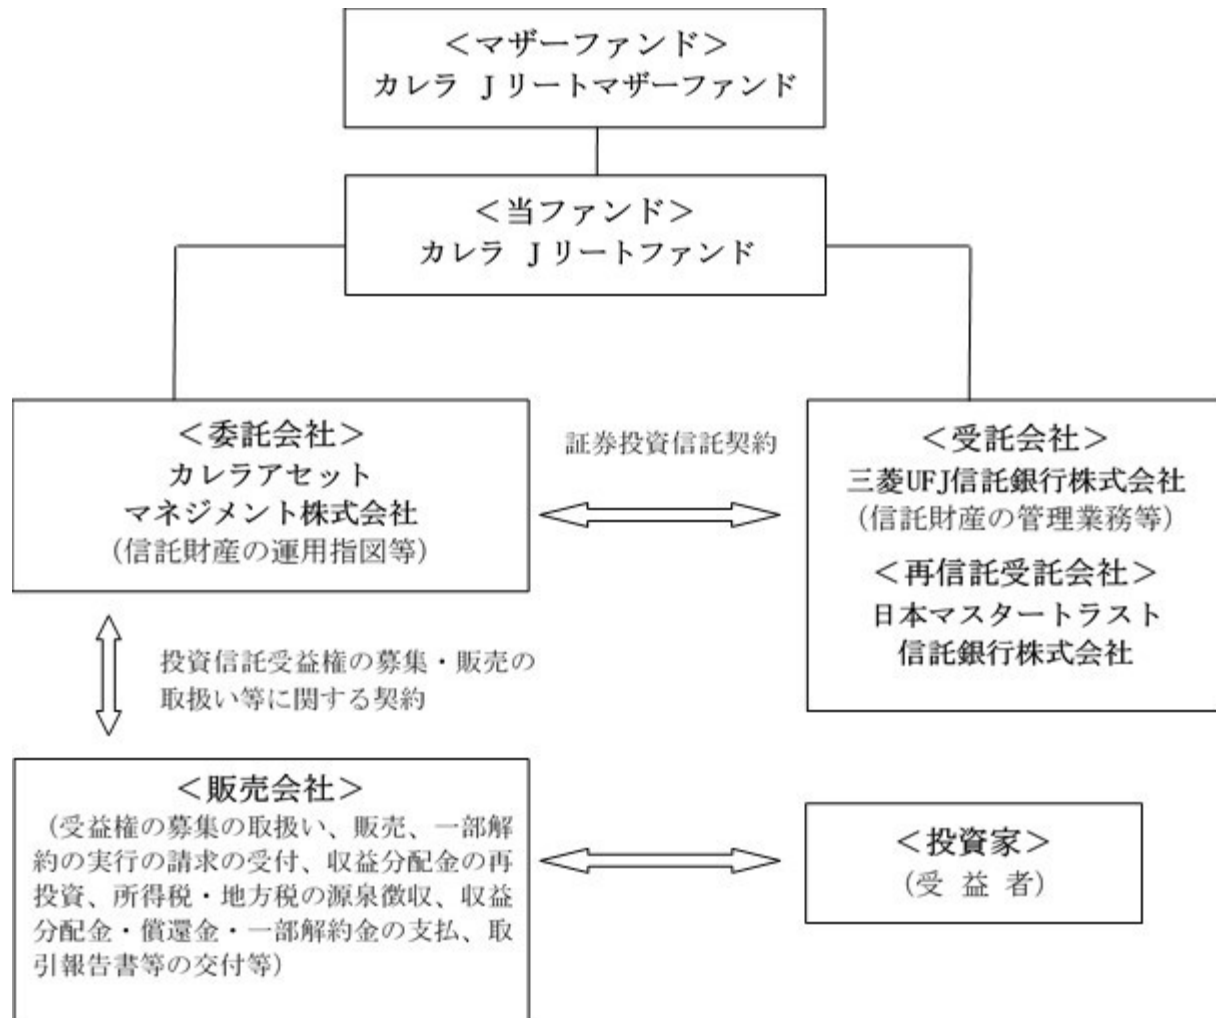 ＜マザーファンド＞
カレラ Ｊリートマザーファンド
＜当ファンド＞
カレラ Ｊリートファンド
＜委託会社＞
カレラアセット
マネジメント株式会社
（信託財産の運用指図等）
証券投資信託契約
＜受託会社＞
三菱UFJ信託銀行株式会社
（信託財産の管理業務等）
＜再信託受託会社＞
日本マスタートラスト
信託銀行株式会社
投資信託受益権の募集・販売の
取扱い等に関する契約
＜販売会社＞
（受益権の募集の取扱い、販売、一部解
約の実行の請求の受付、収益分配金の再
投資、所得税・地方税の源泉徴収、収益
分配金・償還金・一部解約金の支払、取
引報告書等の交付等）
＜投資家＞
（受 益 者）